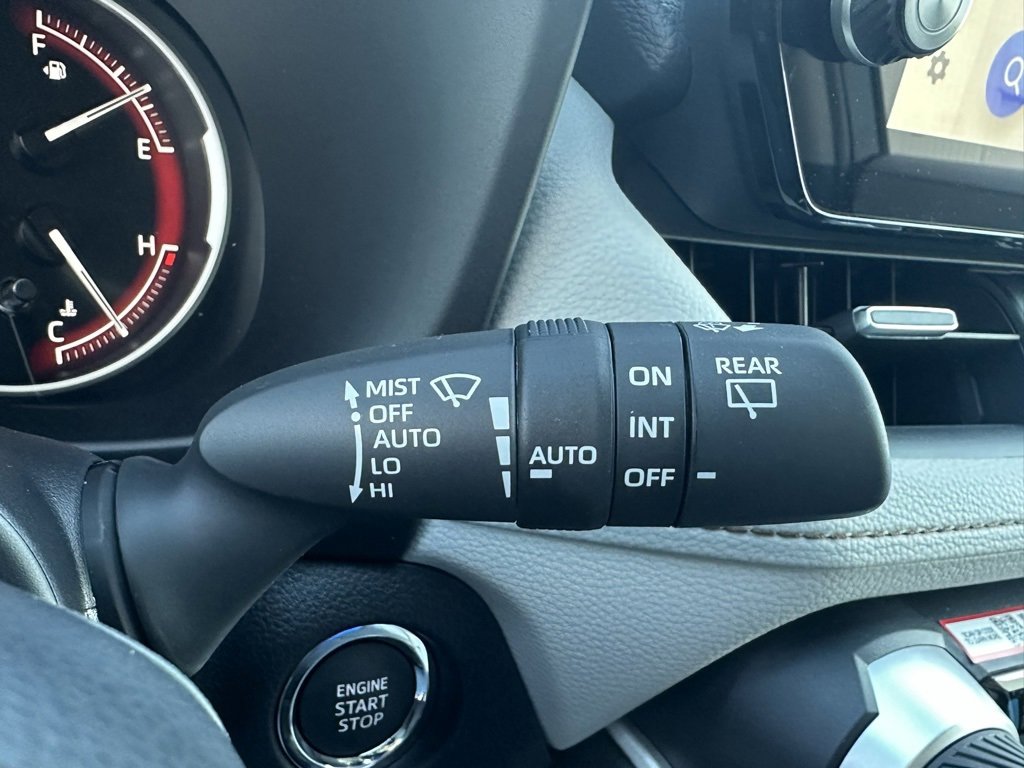 F
E
H
C
MIST
OFF
AUTO
LO
HI
AUTO
ON
INT
OFF
REAR
ENGINE
START
STOP